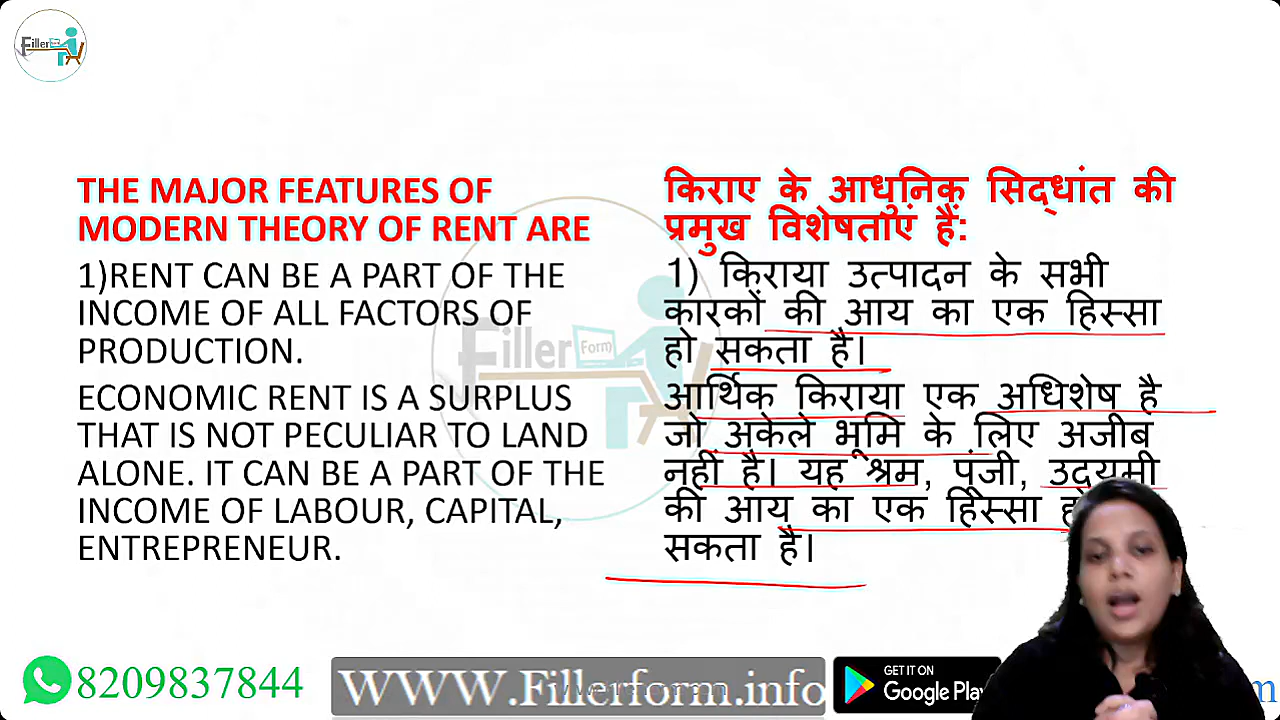 Filler
THE MAJOR FEATURES OF
MODERN THEORY OF RENT ARE
1)RENT CAN BE A PART OF THE
INCOME OF ALL FACTORS OF
PRODUCTION.
ECONOMIC RENT IS A SURPLUS
THAT IS NOT PECULIAR TO LAND
ALONE. IT CAN BE A PART OF THE
INCOME OF LABOUR, CAPITAL,
ENTREPRENEUR.
किराए के आधुनिक सिद्धांत की
प्रमुख विशेषताएं हैं:
1) किराया उत्पादन के सभी
कारकों की आय का एक हिस्सा
हो सकता है।
आर्थिक किराया एक अधिशेष है
जो अकेले भूमि के लिए अजीब
नहीं है। यह श्रम, पूंजी, उद्यमी
की आय का एक हिस्सा
सकता है।
Filler Form
8209837844
WWW.Fillerform.info
GET IT ON
Google Play